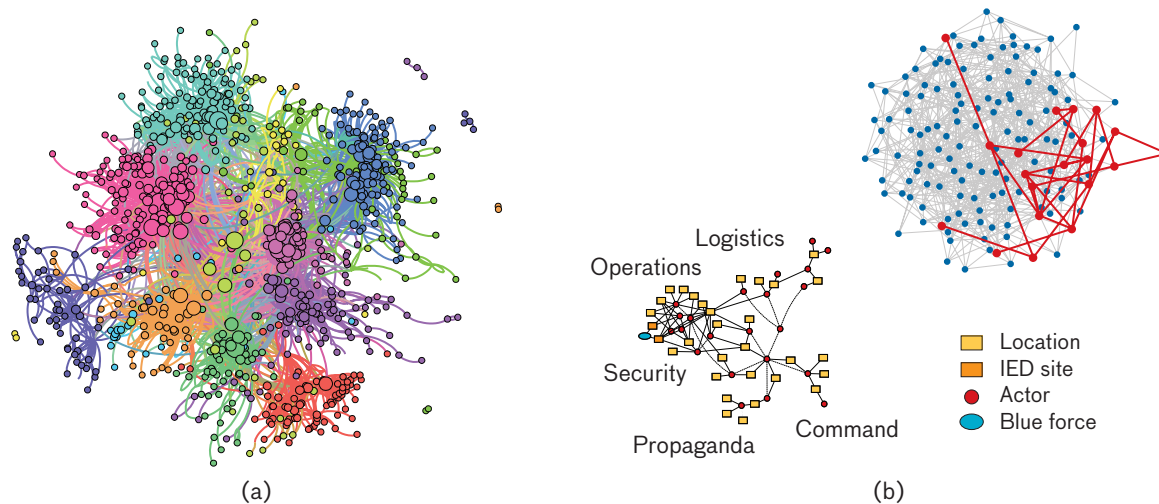 Logistics
Operations
Security
Propaganda
Command
Location
IED site
Actor
Blue force
(a)
(b)